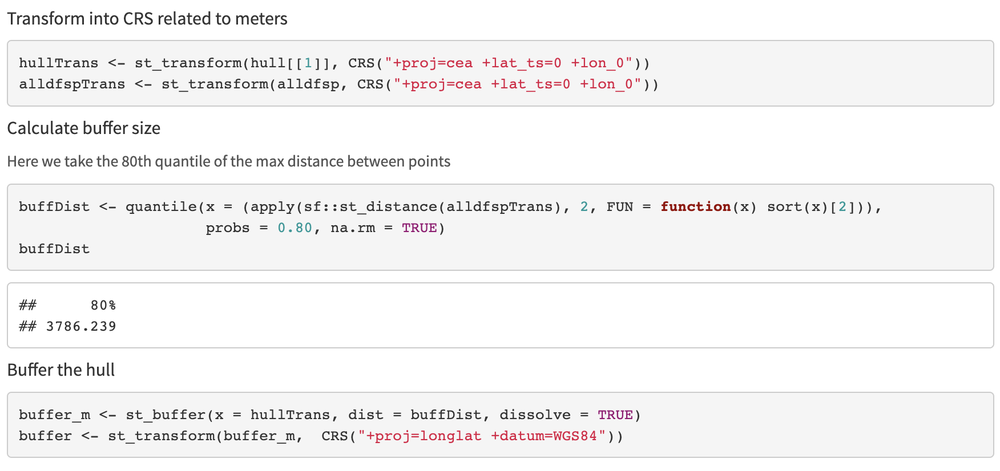 Transform into CRS related to meters
hullTrans <- st_transform(hull[[1]], CRS("+proj=cea +lat_ts=0 +lon_0"))
alldfspTrans <- st_transform(alldfsp, CRS("+proj=cea +lat_ts=0 +lon_0"))
Calculate buffer size
Here we take the 80th quantile of the max distance between points
buffDist <- quantile(x = (apply(sf::st_distance(alldfspTrans), 2, FUN = function(x) sort(x)[2])),
                     probs = 0.80, na.rm = TRUE)
buffDist
##      80%
## 3786.239
Buffer the hull
buffer_m <- st_buffer(x = hullTrans, dist = buffDist, dissolve = TRUE)
buffer <- st_transform(buffer_m,  CRS("+proj=longlat +datum=WGS84"))